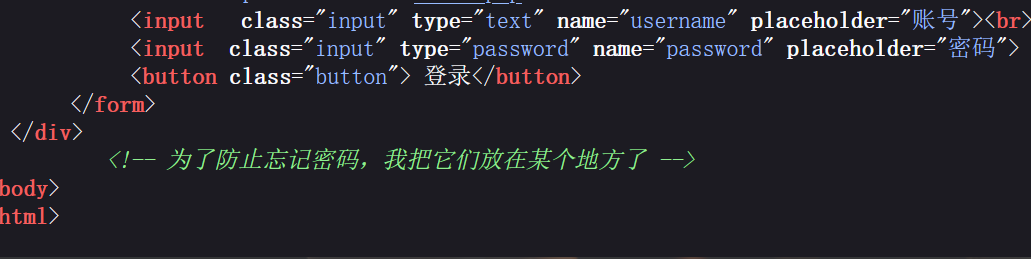 <input class="input" type="text" name="username" placeholder="账号"><br>
<input class="input" type="password" name="password" placeholder="密码">
<button class="button"> 登录</button>
</form>
</div>
<!-- 为了防止忘记密码，我把它们放在某个地方了 -->
body>
html>